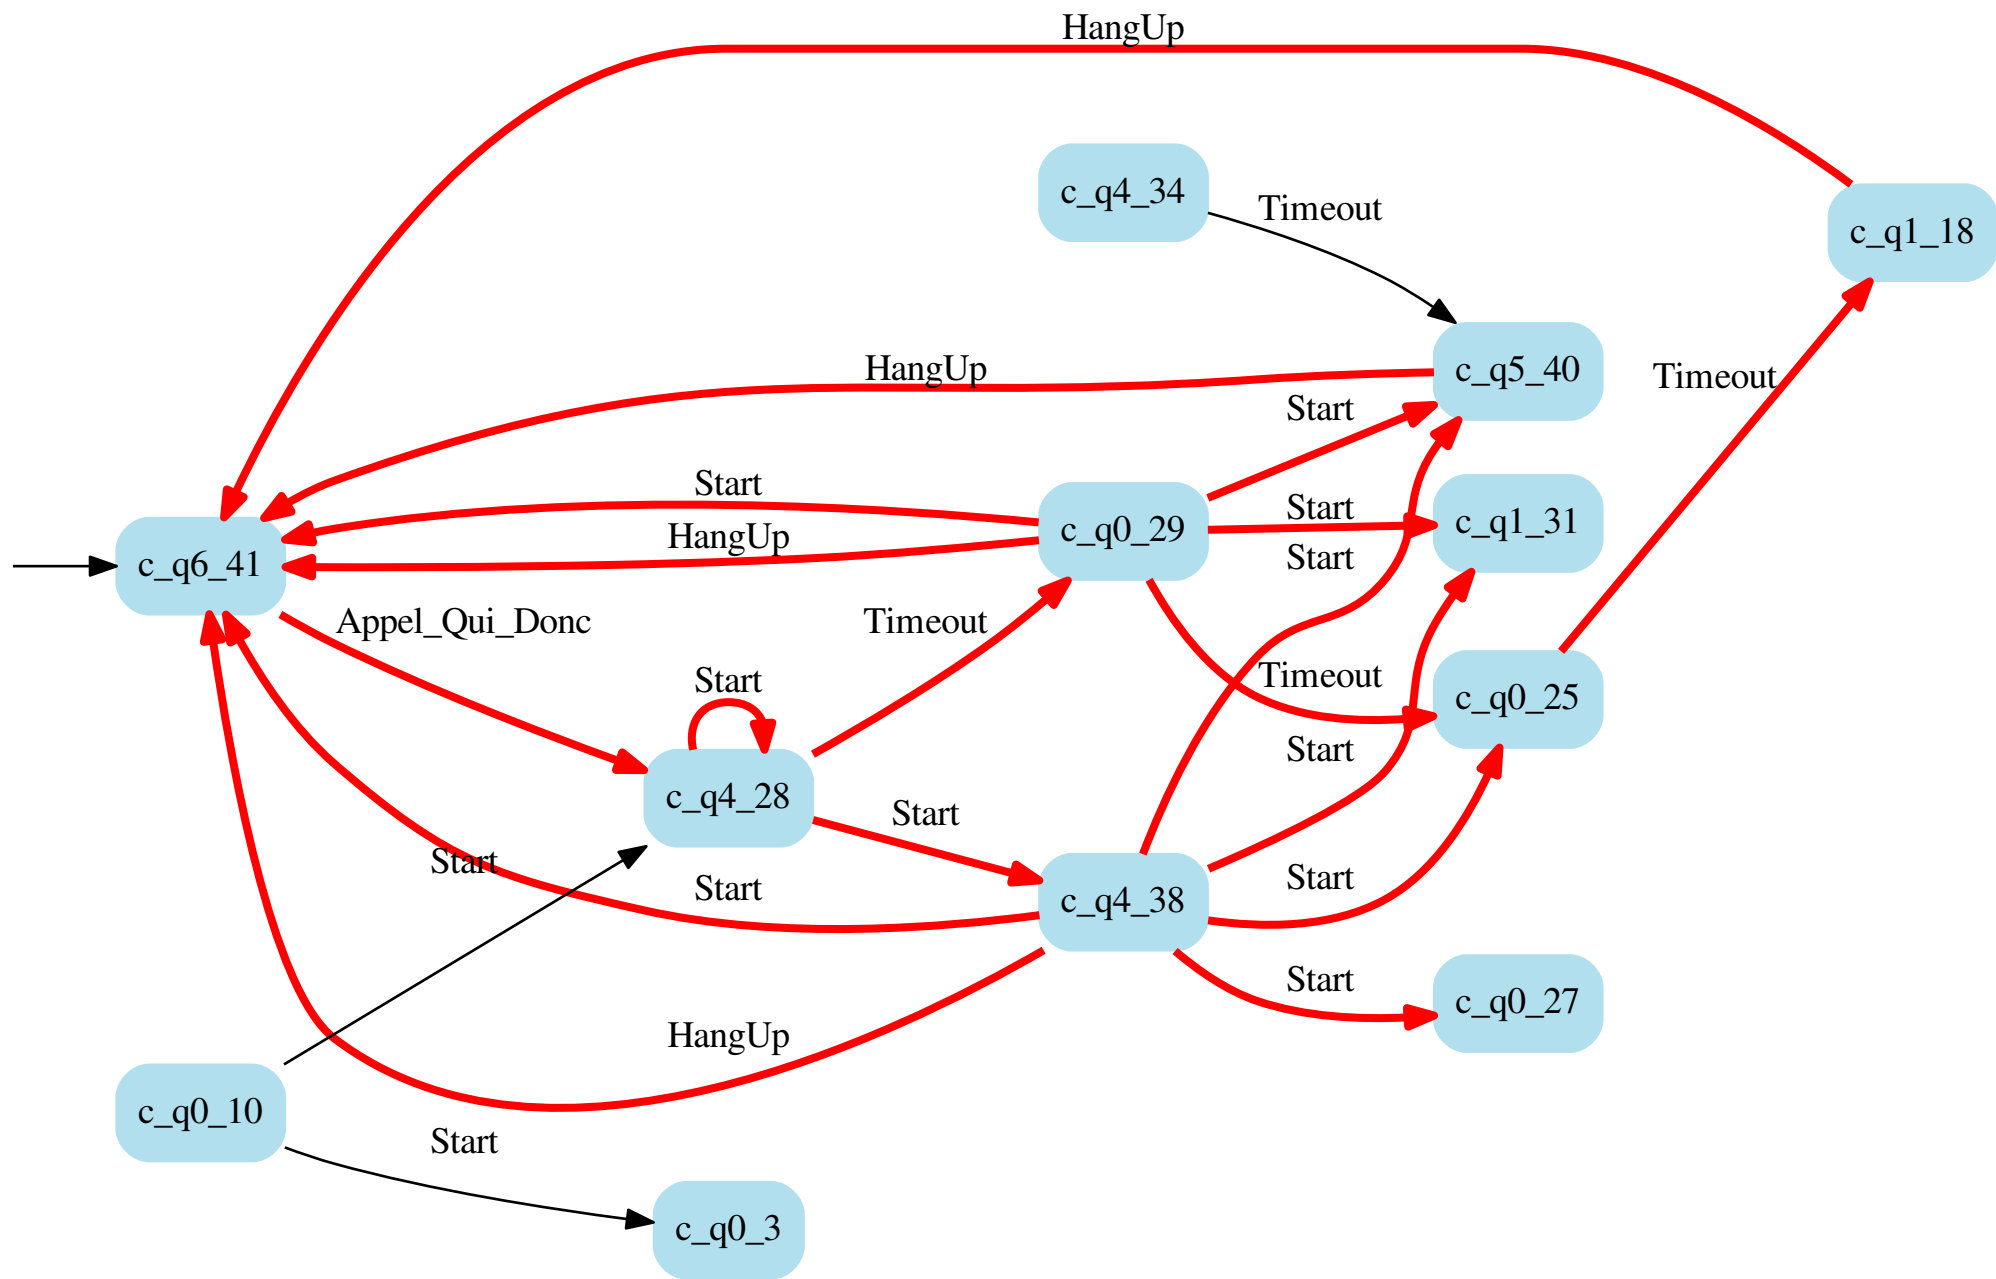 HangUp
c_q4_34
Timeout
c_q1_18
HangUp
c_q5_40
Timeout
Start
Start
Start
c_q1_31
c_q0_29
HangUp
c_q6_41
Start
Appel_Qui_Donc
Timeout
Start
Timeout
c_q0_25
Start
c_q4_28
Start
Start
Start
Start
c_q4_38
Start
c_q0_27
HangUp
c_q0_10
Start
c_q0_3